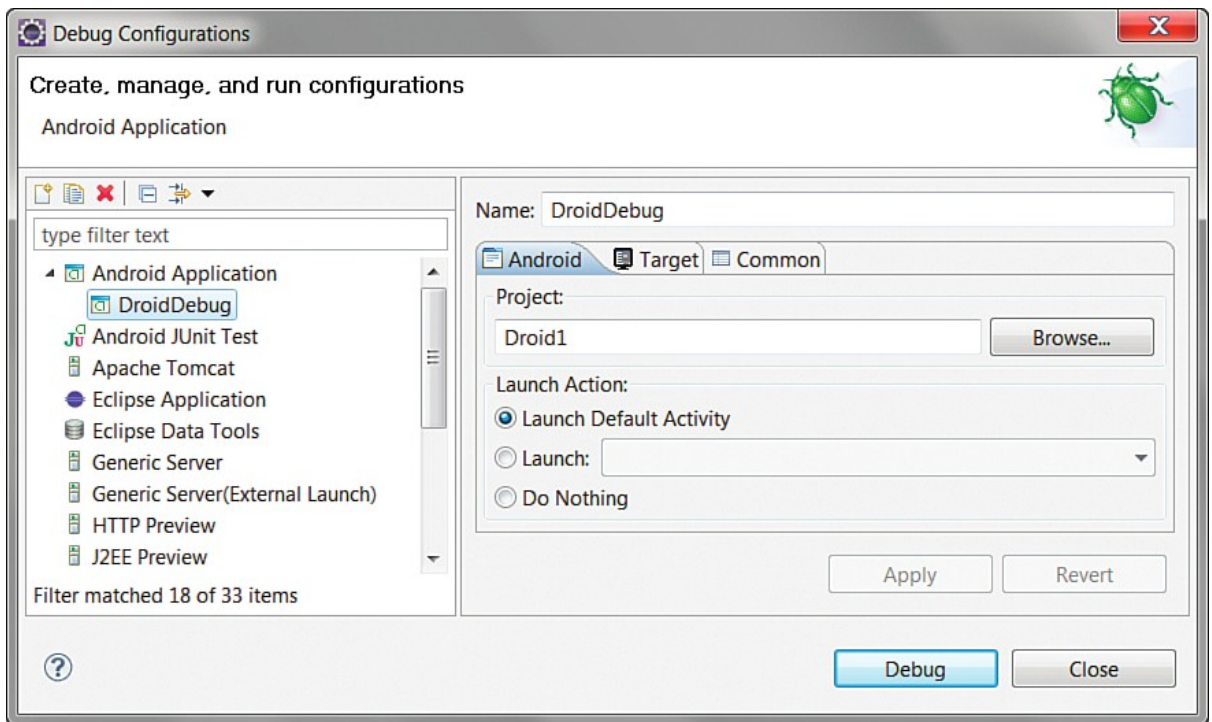 Debug Configurations
X
Create, manage, and run configurations
Android Application
type filter text
Android Application
DroidDebug
Android JUnit Test
Apache Tomcat
Eclipse Application
Eclipse Data Tools
Generic Server
Generic Server(External Launch)
HTTP Preview
J2EE Preview
Filter matched 18 of 33 items
Name: DroidDebug
Android Target Common
Project:
Droid1 Browse...
Launch Action:
Launch Default Activity
Launch:
Do Nothing
Apply Revert
? Debug Close